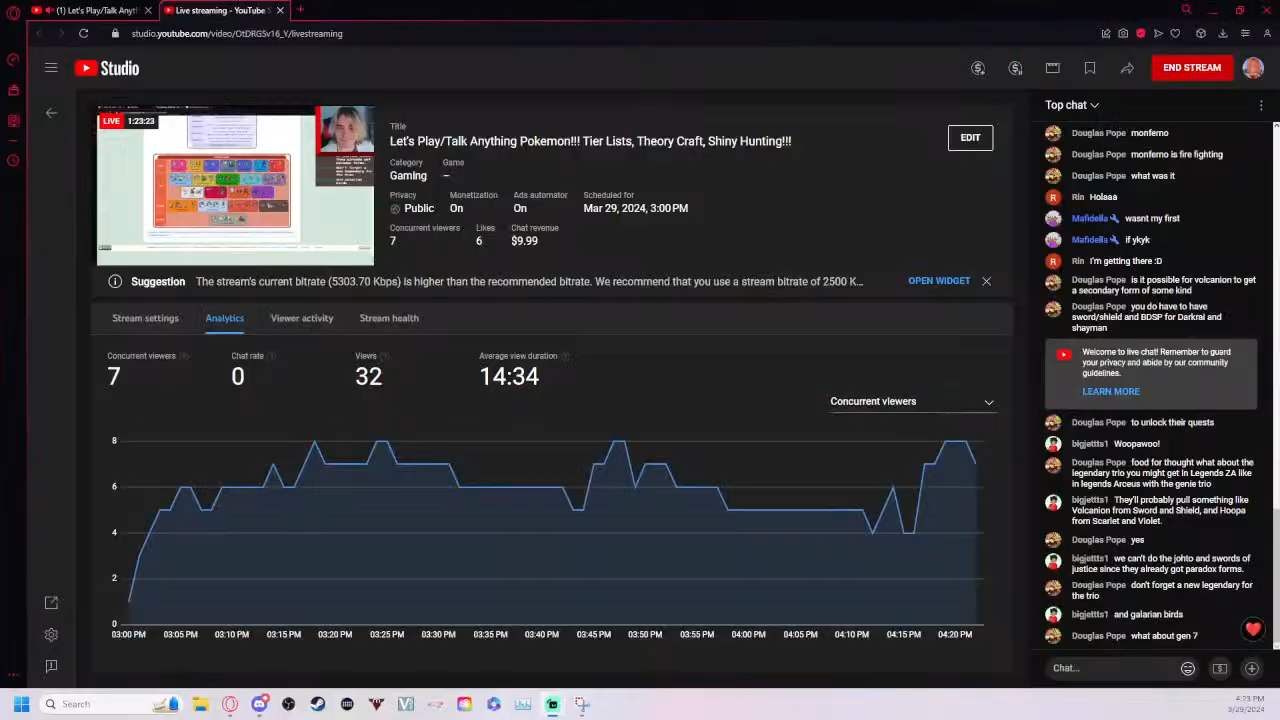 (1) Let's Play/Talk Anyth
Live streaming - YouTube S
studio.youtube.com/video/OtDRGSv16_Y/livestreaming
Studio
END STREAM
LIVE 1:23:23
Title
Play/Talk Anything Pokemon!!! Tier Lists, Theory Craft, Shiny Hunting!!!
EDIT
Category Game
Gaming –
Privacy Monetization Ads automator Scheduled for
Public On On Mar 29, 2024, 3:00 PM
Concurrent viewers Likes Chat revenue
7 6 $9.99
Suggestion The stream's current bitrate (5303.70 Kbps) is higher than the recommended bitrate. We recommend that you use a stream bitrate of 2500 K...
OPEN WIDGET
Stream settings Analytics Viewer activity Stream health
Concurrent viewers Chat rate Views Average view duration
7 0 32 14:34
Concurrent viewers
8
6
4
2
0
03:00 PM 03:05 PM 03:10 PM 03:15 PM 03:20 PM 03:25 PM 03:30 PM 03:35 PM 03:40 PM 03:45 PM 03:50 PM 03:55 PM 04:00 PM 04:05 PM 04:10 PM 04:15 PM 04:20 PM
Top chat
Douglas Pope monfemo
Douglas Pope monfemo is fire fighting
Douglas Pope what was it
Rin Holaaa
Mafidella wasnt my first
Mafidella if ykyk
Rin I'm getting there :D
Douglas Pope is it possible for volcanion to get
a secondary form of some kind
Douglas Pope you do have to have
sword/shield and BDSP for Darkrai and
shayman
Welcome to live chat! Remember to guard
your privacy and abide by our community
guidelines.
LEARN MORE
Douglas Pope to unlock their quests
bigjettts1 Woopawoo!
Douglas Pope food for thought what about the
legendary trio you might get in Legends ZA like
in legends Arceus with the genie trio
bigjettts1 They'll probably pull something like
Volcanion from Sword and Shield, and Hoopa
from Scarlet and Violet.
Douglas Pope yes
bigjettts1 we can't do the johto and swords of
justice since they already got paradox forms.
Douglas Pope don't forget a new legendary for
the trio
bigjettts1 and galarian birds
Douglas Pope what about gen 7
Chat...
Search
4:23 PM
3/29/2024